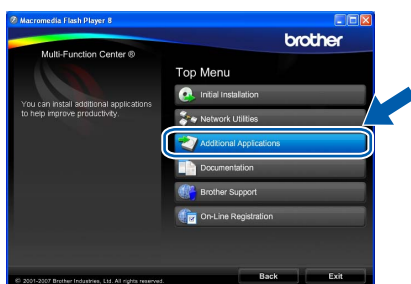 Macromedia Flash Player 8
brother
Multi-Function Center ®
Top Menu
Initial Installation
You can install additional applications
to help improve productivity.
Network Utilities
Additional Applications
Documentation
Brother Support
On-Line Registration
© 2001-2007 Brother Industries, Ltd. All rights reserved.
Back
Exit